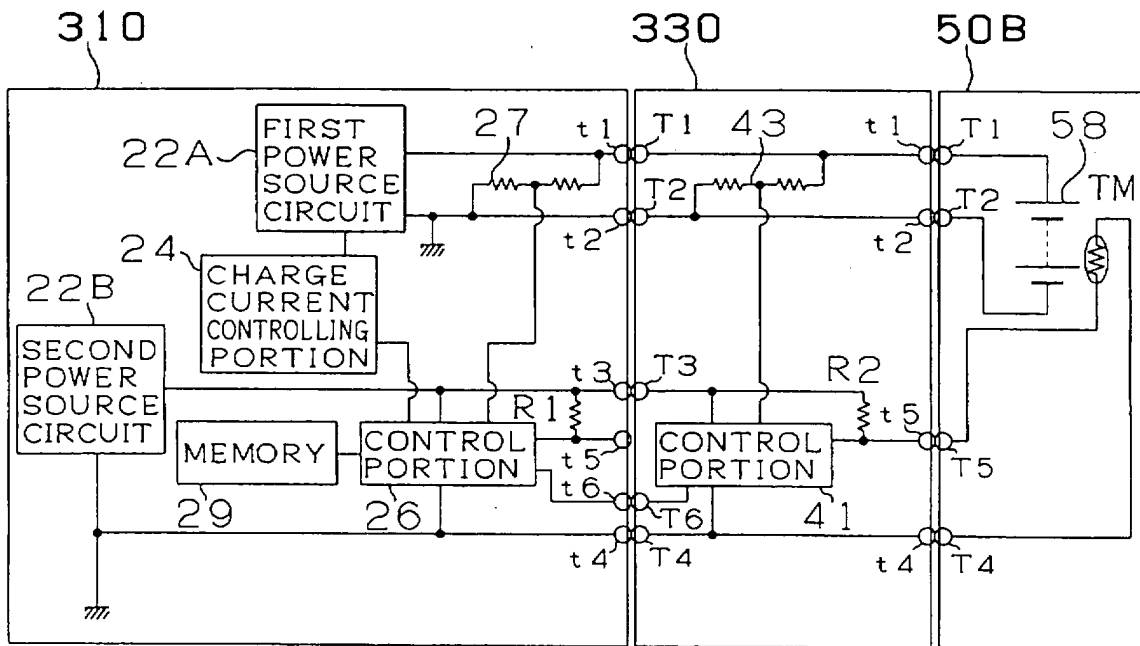 310
330
50B
FIRST
POWER
SOURCE
CIRCUIT
22A
27
t1
T1
43
t1
T1
58
t2
T2
t2
T2
TM
24
CHARGE
CURRENT
CONTROLLING
PORTION
22B
SECOND
POWER
SOURCE
CIRCUIT
t3
T3
R1
R2
MEMORY
29
CONTROL
PORTION
26
t5
t6
T6
CONTROL
PORTION
41
t5
T5
t4
T4
t4
T4